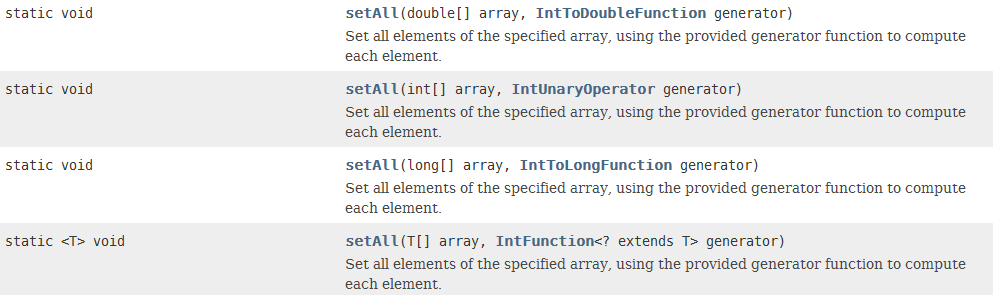 static void setAll(double[] array, IntToDoubleFunction generator)
Set all elements of the specified array, using the provided generator function to compute
each element.
static void setAll(int[] array, IntUnaryOperator generator)
Set all elements of the specified array, using the provided generator function to compute
each element.
static void setAll(long[] array, IntToLongFunction generator)
Set all elements of the specified array, using the provided generator function to compute
each element.
static <T> void setAll(T[] array, IntFunction<? extends T> generator)
Set all elements of the specified array, using the provided generator function to compute
each element.